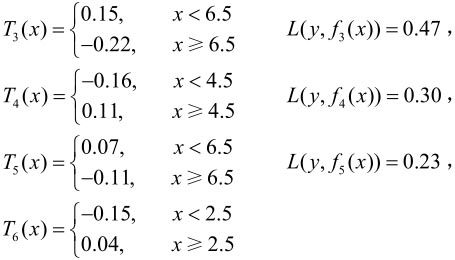 T₃(x) = { 0.15, x < 6.5
−0.22, x ⩾ 6.5 L(y, f₃(x)) = 0.47 ，
T₄(x) = { −0.16, x < 4.5
0.11, x ⩾ 4.5 L(y, f₄(x)) = 0.30 ，
T₅(x) = { 0.07, x < 6.5
−0.11, x ⩾ 6.5 L(y, f₅(x)) = 0.23 ，
T₆(x) = { −0.15, x < 2.5
0.04, x ⩾ 2.5